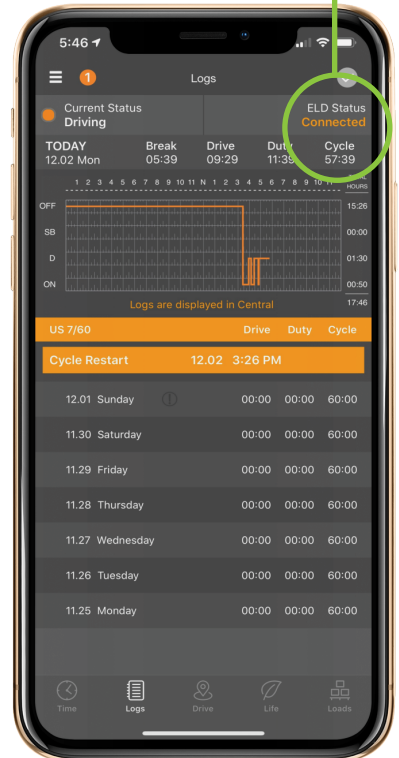 5:46
1
Logs
Current Status
Driving
ELD Status
Connected
TODAY Break Drive Duty Cycle
12.02 Mon 05:39 09:29 11:39 57:39
1 2 3 4 5 6 7 8 9 10 11 N 1 2 3 4 5 6 7 8 9 10 11
HOURS
OFF 15:26
SB 00:00
D 01:30
ON 00:50
17:46
Logs are displayed in Central
US 7/60 Drive Duty Cycle
Cycle Restart 12.02 3:26 PM
12.01 Sunday 00:00 00:00 60:00
11.30 Saturday 00:00 00:00 60:00
11.29 Friday 00:00 00:00 60:00
11.28 Thursday 00:00 00:00 60:00
11.27 Wednesday 00:00 00:00 60:00
11.26 Tuesday 00:00 00:00 60:00
11.25 Monday 00:00 00:00 60:00
Time Logs Drive Life Loads